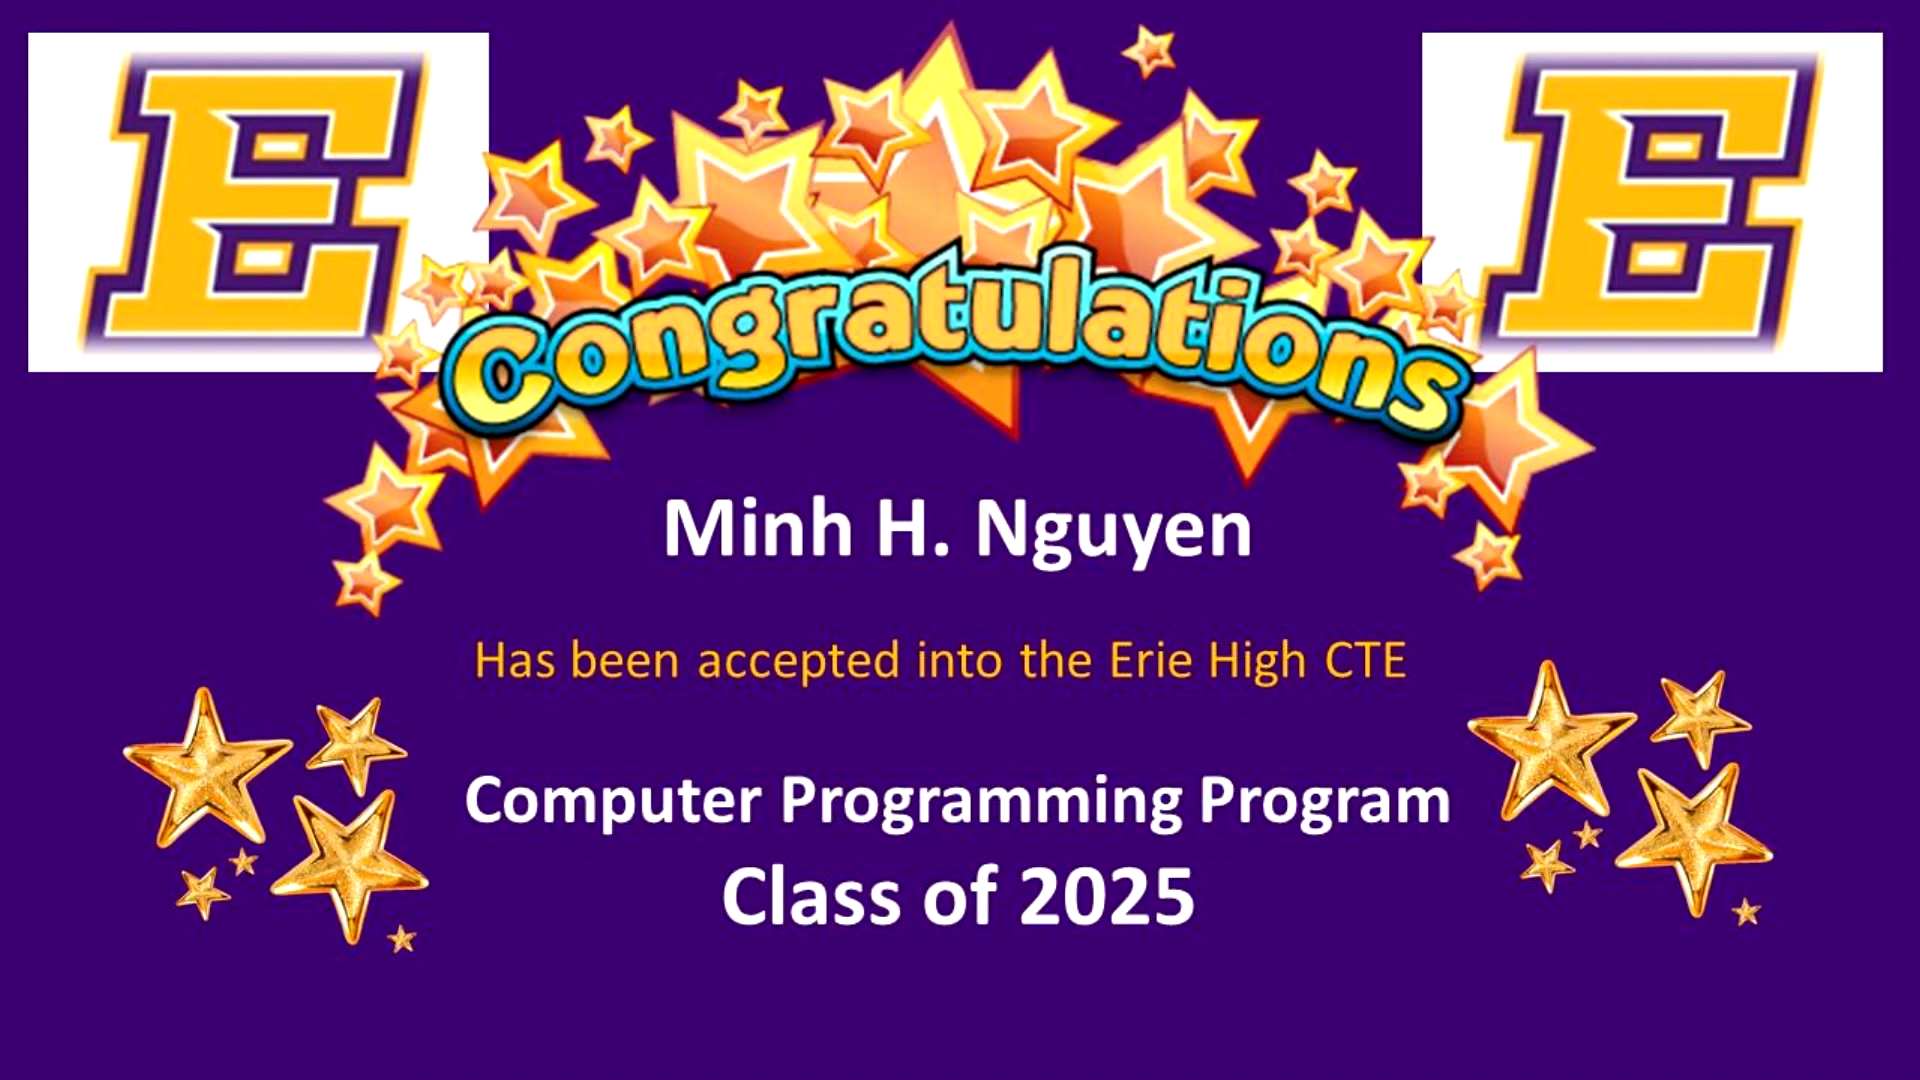 E E
Congratulations
Minh H. Nguyen
Has been accepted into the Erie High CTE
Computer Programming Program
Class of 2025